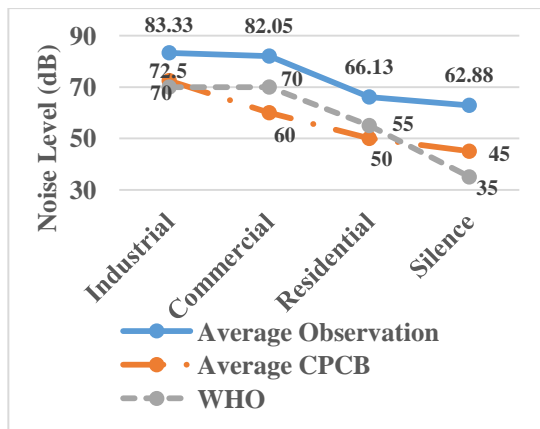 Noise Level (dB)
90
70
50
30
83.33
82.05
66.13
62.88
72.5
60
50
45
70
70
55
35
Industrial
Commercial
Residential
Silence
Average Observation
Average CPCB
WHO